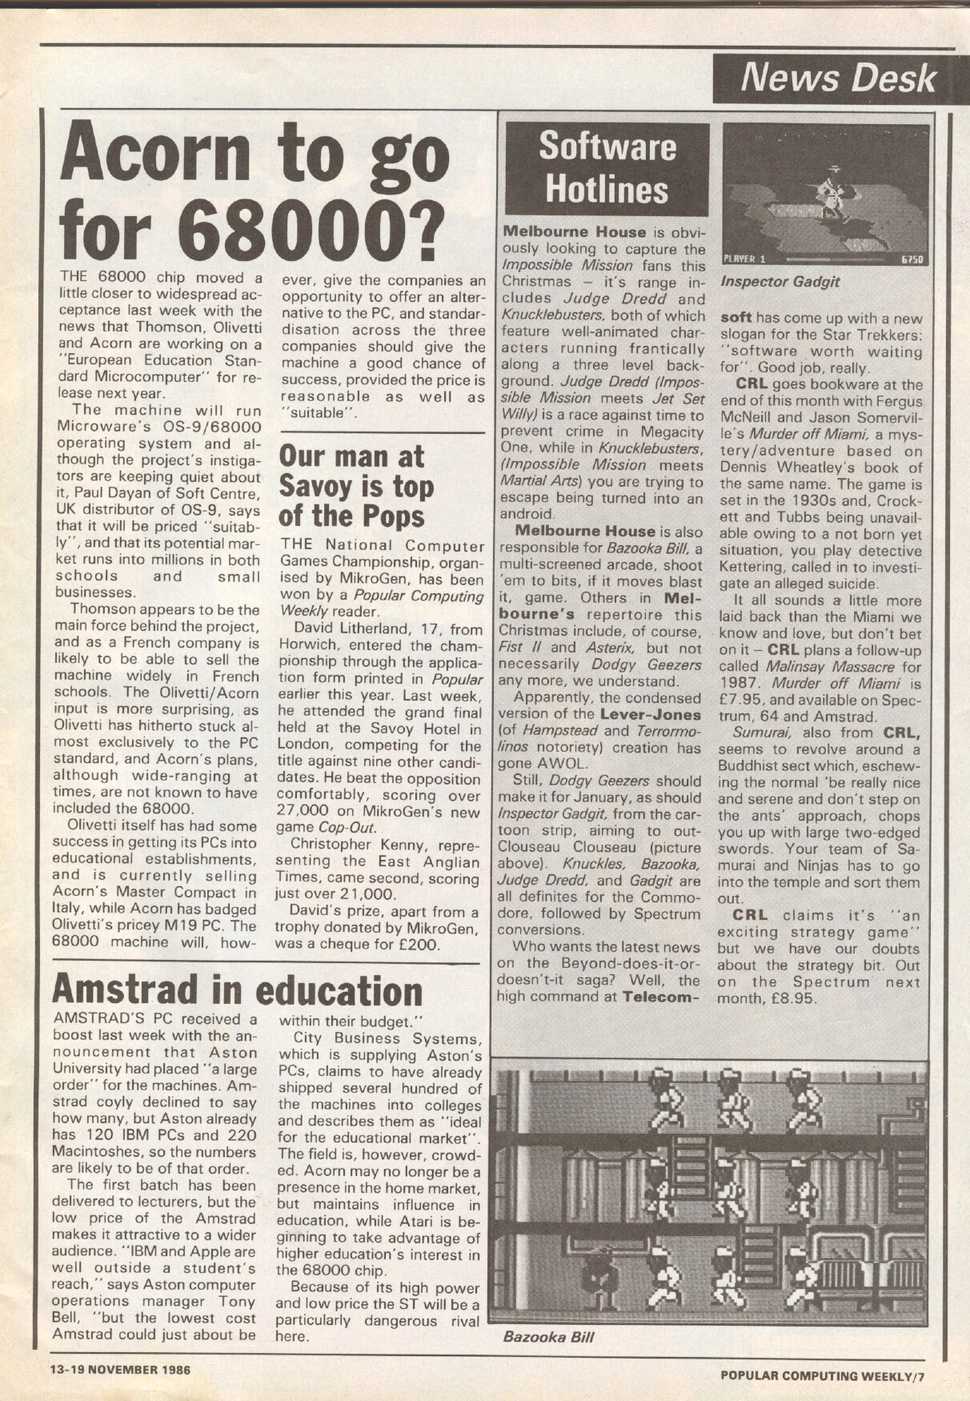 News Desk
Acorn to go
for 68000?
THE 68000 chip moved a
little closer to widespread ac-
ceptance last week with the
news that Thomson, Olivetti
and Acorn are working on a
"European Education Stan-
dard Microcomputer" for re-
lease next year.
The machine will run
Microware's OS-9/68000
operating system and al-
though the project's instiga-
tors are keeping quiet about
it, Paul Dayan of Soft Centre,
UK distributor of OS-9, says
that it will be priced "suitab-
ly", and that its potential mar-
ket runs into millions in both
schools and small
businesses.
Thomson appears to be the
main force behind the project,
and as a French company is
likely to be able to sell the
machine widely in French
schools. The Olivetti/Acorn
input is more surprising, as
Olivetti has hitherto stuck al-
most exclusively to the PC
standard, and Acorn's plans,
although wide-ranging at
times, are not known to have
included the 68000.
Olivetti itself has had some
success in getting its PCs into
educational establishments,
and is currently selling
Acorn's Master Compact in
Italy, while Acorn has badged
Olivetti's pricey M19 PC. The
68000 machine will, how-
ever, give the companies an
opportunity to offer an alter-
native to the PC, and standar-
disation across the three
companies should give the
machine a good chance of
success, provided the price is
reasonable as well as
"suitable".
Our man at
Savoy is top
of the Pops
THE National Computer
Games Championship, organ-
ised by MikroGen, has been
won by a Popular Computing
Weekly reader.
David Litherland, 17, from
Horwich, entered the cham-
pionship through the applica-
tion form printed in Popular
earlier this year. Last week,
he attended the grand final
held at the Savoy Hotel in
London, competing for the
title against nine other candi-
dates. He beat the opposition
comfortably, scoring over
27,000 on MikroGen's new
game Cop-Out.
Christopher Kenny, repre-
senting the East Anglian
Times, came second, scoring
just over 21,000.
David's prize, apart from a
trophy donated by MikroGen,
was a cheque for £200.
Amstrad in education
AMSTRAD'S PC received a
boost last week with the an-
nouncement that Aston
University had placed "a large
order" for the machines. Am-
strad coyly declined to say
how many, but Aston already
has 120 IBM PCs and 220
Macintoshes, so the numbers
are likely to be of that order.
The first batch has been
delivered to lecturers, but the
low price of the Amstrad
makes it attractive to a wider
audience. "IBM and Apple are
well outside a student's
reach," says Aston computer
operations manager Tony
Bell, "but the lowest cost
Amstrad could just about be
within their budget."
City Business Systems,
which is supplying Aston's
PCs, claims to have already
shipped several hundred of
the machines into colleges
and describes them as "ideal
for the educational market".
The field is, however, crowd-
ed. Acorn may no longer be a
presence in the home market,
but maintains influence in
education, while Atari is be-
ginning to take advantage of
higher education's interest in
the 68000 chip.
Because of its high power
and low price the ST will be a
particularly dangerous rival
here.
Software
Hotlines
Melbourne House is obvi-
ously looking to capture the
Impossible Mission fans this
Christmas – it's range in-
cludes Judge Dredd and
Knucklebusters, both of which
feature well-animated char-
acters running frantically
along a three level back-
ground. Judge Dredd (Impos-
sible Mission meets Jet Set
Willy) is a race against time to
prevent crime in Megacity
One, while in Knucklebusters,
(Impossible Mission meets
Martial Arts) you are trying to
escape being turned into an
android.
Melbourne House is also
responsible for Bazooka Bill, a
multi-screened arcade, shoot
'em to bits, if it moves blast
it, game. Others in Mel-
bourne's repertoire this
Christmas include, of course,
Fist II and Asterix, but not
necessarily Dodgy Geezers
any more, we understand.
Apparently, the condensed
version of the Lever-Jones
(of Hampstead and Terrormo-
linos notoriety) creation has
gone AWOL.
Still, Dodgy Geezers should
make it for January, as should
Inspector Gadgit, from the car-
toon strip, aiming to out-
Clouseau Clouseau (picture
above). Knuckles, Bazooka,
Judge Dredd, and Gadgit are
all definites for the Commo-
dore, followed by Spectrum
conversions.
Who wants the latest news
on the Beyond-does-it-or-
doesn't-it saga? Well, the
high command at Telecom-
PLAYER 1 6750
Inspector Gadgit
soft has come up with a new
slogan for the Star Trekkers:
"software worth waiting
for". Good job, really.
CRL goes bookware at the
end of this month with Fergus
McNeill and Jason Somervil-
le's Murder off Miami, a mys-
tery/adventure based on
Dennis Wheatley's book of
the same name. The game is
set in the 1930s and, Crock-
ett and Tubbs being unavail-
able owing to a not born yet
situation, you play detective
Kettering, called in to investi-
gate an alleged suicide.
It all sounds a little more
laid back than the Miami we
know and love, but don't bet
on it – CRL plans a follow-up
called Malinsay Massacre for
1987. Murder off Miami is
£7.95, and available on Spec-
trum, 64 and Amstrad.
Sumurai, also from CRL,
seems to revolve around a
Buddhist sect which, eschew-
ing the normal 'be really nice
and serene and don't step on
the ants' approach, chops
you up with large two-edged
swords. Your team of Sa-
murai and Ninjas has to go
into the temple and sort them
out.
CRL claims it's "an
exciting strategy game"
but we have our doubts
about the strategy bit. Out
on the Spectrum next
month, £8.95.
Bazooka Bill
13-19 NOVEMBER 1986
POPULAR COMPUTING WEEKLY/7